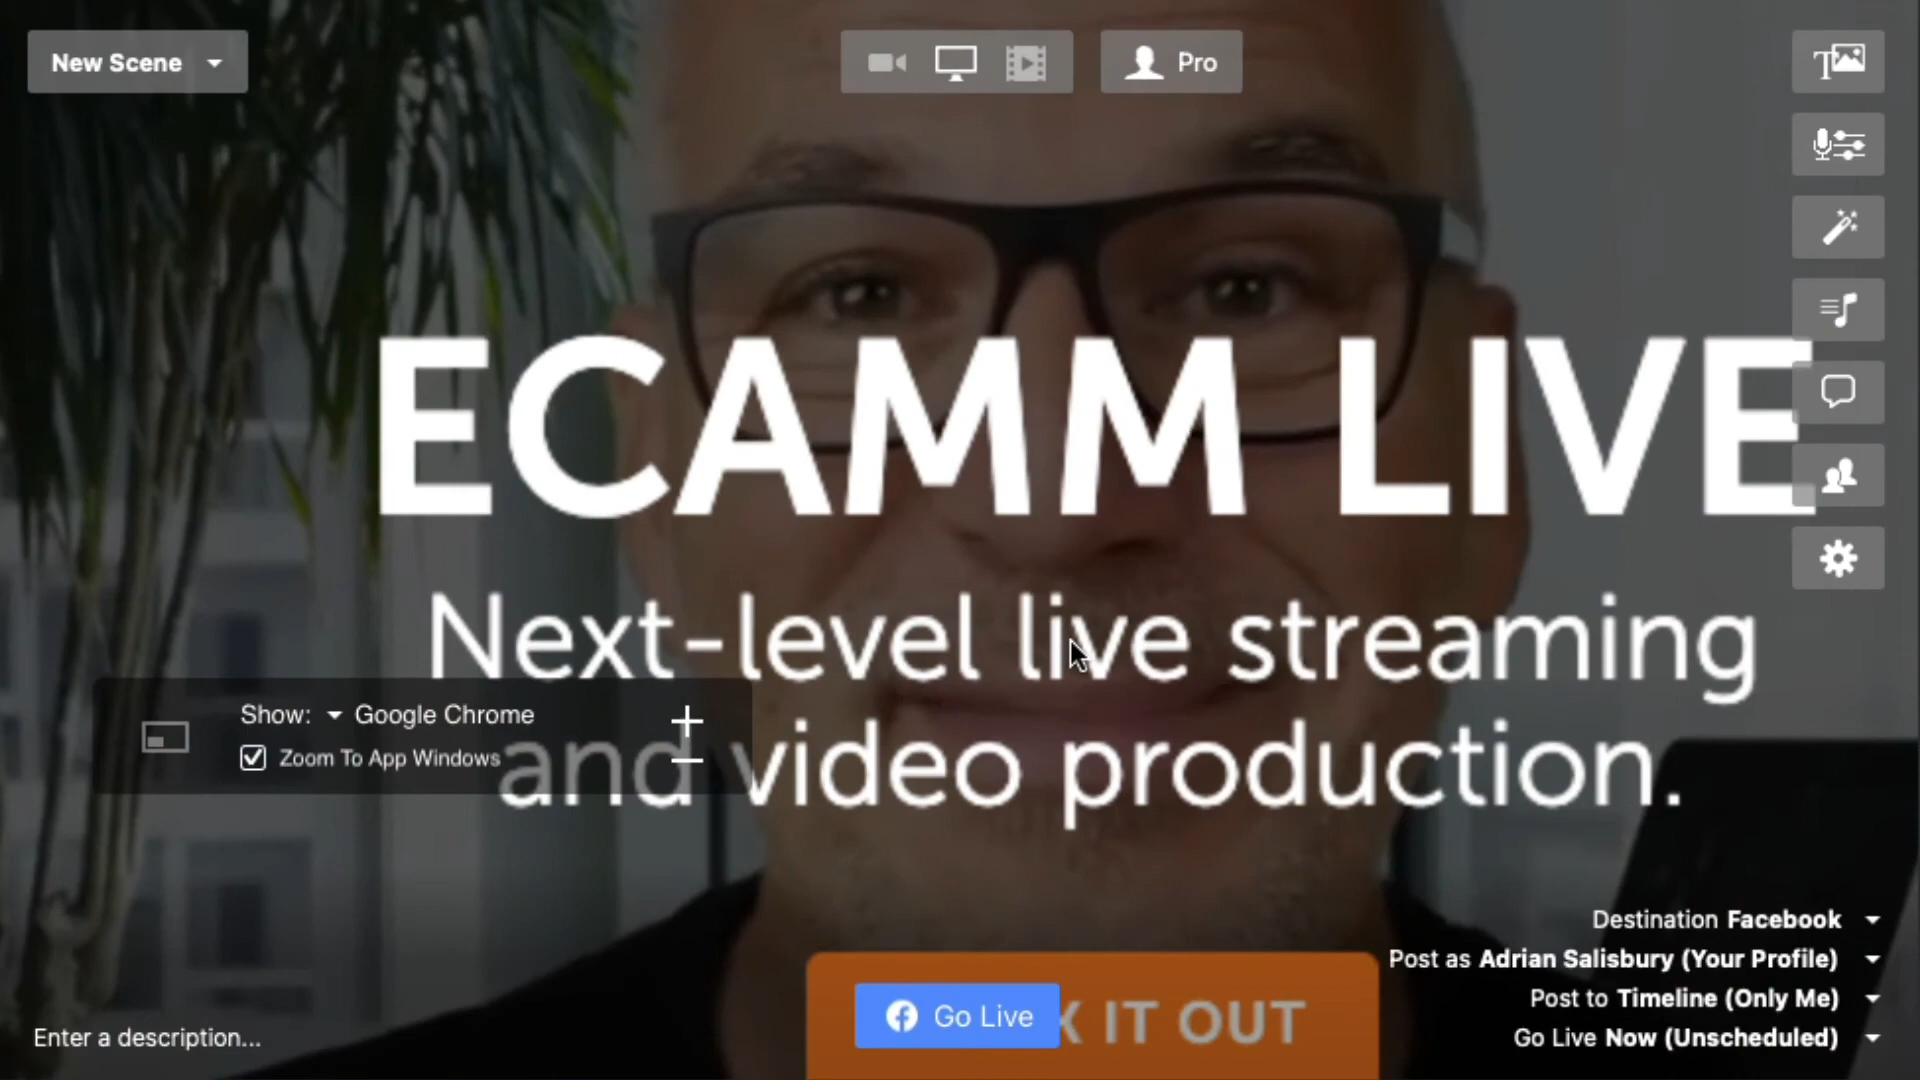 New Scene
Pro
ECAMM LIVE
Next-level live streaming
and video production.
Show: Google Chrome
Zoom To App Windows
Go Live
K IT OUT
Destination Facebook
Post as Adrian Salisbury (Your Profile)
Post to Timeline (Only Me)
Go Live Now (Unscheduled)
Enter a description...